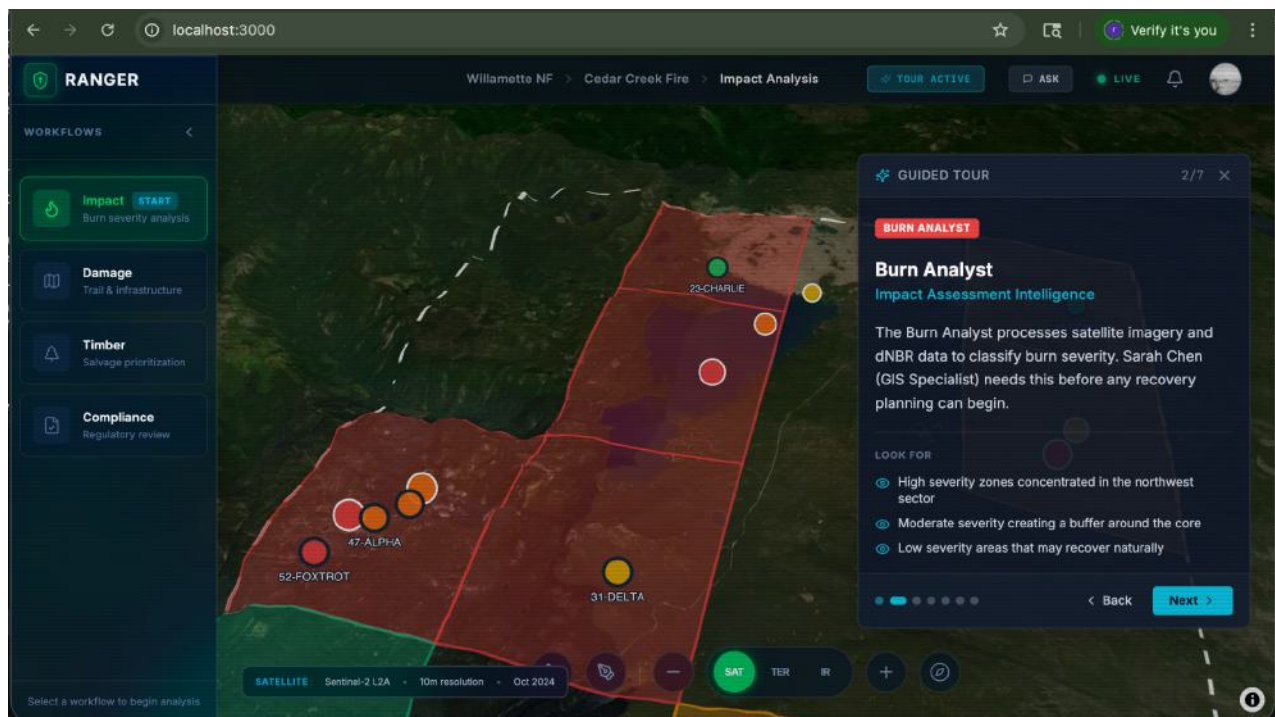 localhost:3000
Verify it's you
RANGER
Willamette NF > Cedar Creek Fire > Impact Analysis
TOUR ACTIVE
ASK
LIVE
WORKFLOWS
Impact START
Burn severity analysis
Damage
Trail & infrastructure
Timber
Salvage prioritization
Compliance
Regulatory review
Select a workflow to begin analysis
23-CHARLIE
47-ALPHA
52-FOXTROT
31-DELTA
GUIDED TOUR 2/7
BURN ANALYST
Burn Analyst
Impact Assessment Intelligence
The Burn Analyst processes satellite imagery and
dNBR data to classify burn severity. Sarah Chen
(GIS Specialist) needs this before any recovery
planning can begin.
LOOK FOR
High severity zones concentrated in the northwest
sector
Moderate severity creating a buffer around the core
Low severity areas that may recover naturally
Back
Next
SATELLITE Sentinel-2 L2A • 10m resolution • Oct 2024
SAT TER IR